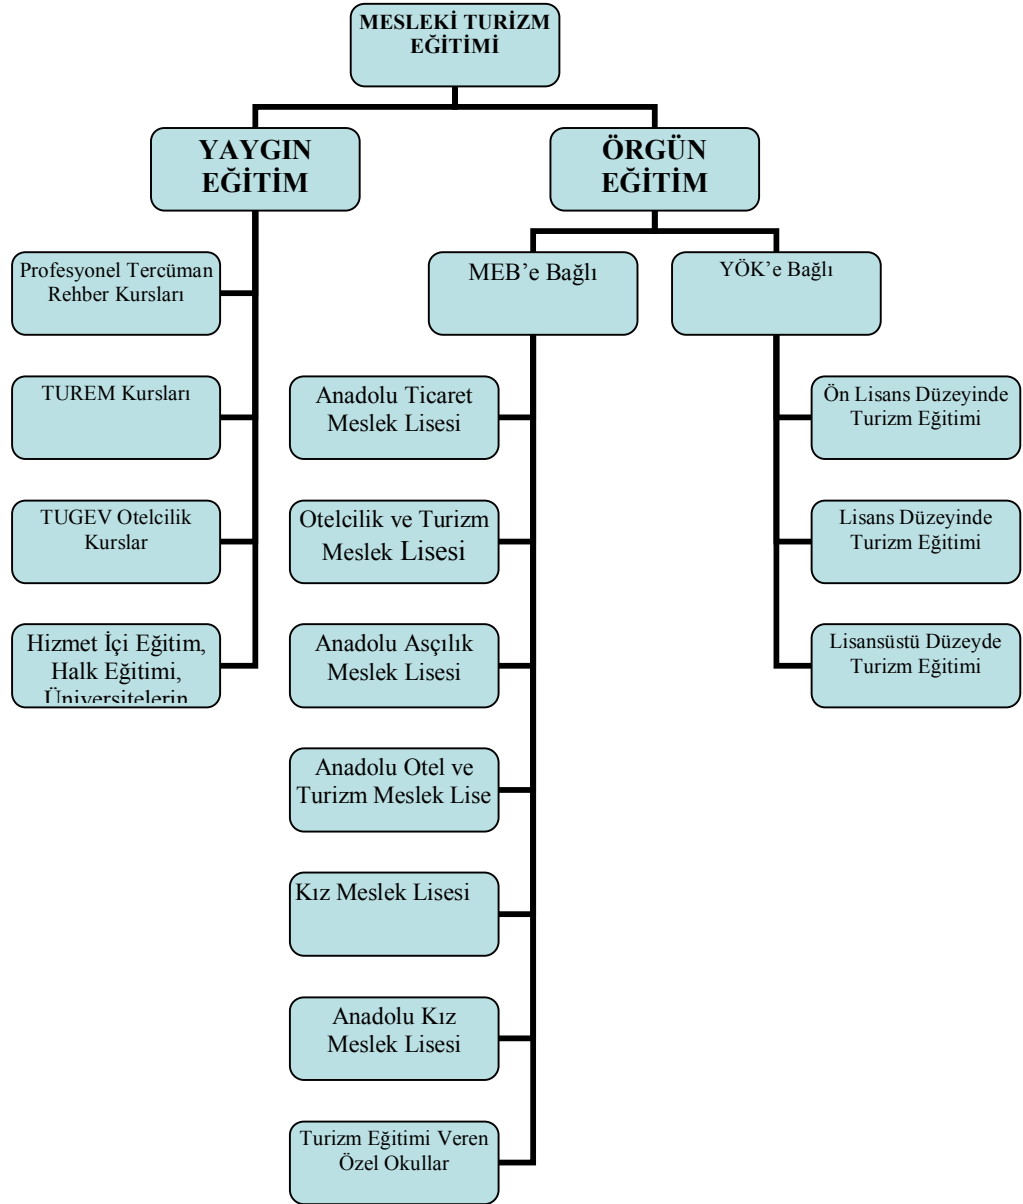 MESLEKİ TURİZM
EĞİTİMİ
YAYGIN
EĞİTİM
ÖRGÜN
EĞİTİM
Profesyonel Tercüman
Rehber Kursları
MEB’e Bağlı
YÖK’e Bağlı
TUREM Kursları
Anadolu Ticaret
Meslek Lisesi
Ön Lisans Düzeyinde
Turizm Eğitimi
TUGEV Otelcilik
Kurslar
Otelcilik ve Turizm
Meslek Lisesi
Lisans Düzeyinde
Turizm Eğitimi
Hizmet İçi Eğitim,
Halk Eğitimi,
Üniversitelerin
Anadolu Asçılık
Meslek Lisesi
Lisansüstü Düzeyde
Turizm Eğitimi
Anadolu Otel ve
Turizm Meslek Lise
Kız Meslek Lisesi
Anadolu Kız
Meslek Lisesi
Turizm Eğitimi Veren
Özel Okullar